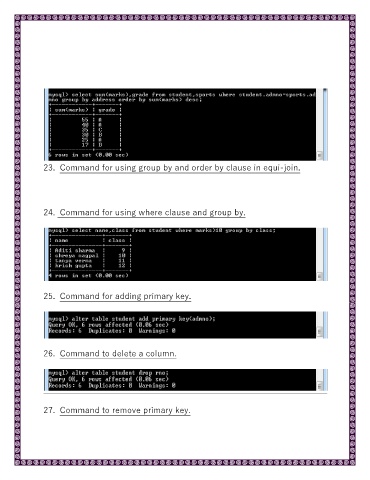 mysql> select sum(marks),grade from student,sports where student.admno=sports.ad
mno group by address order by sum(marks) desc;
| sum(marks) | grade |
| 55 | A |
| 40 | A |
| 35 | C |
| 30 | B |
| 25 | A |
| 17 | B |
6 rows in set (0.00 sec)
23. Command for using group by and order by clause in equi-join.
24. Command for using where clause and group by.
mysql> select name,class from student where marks>10 group by class;
| name | class |
| Aditi sharma | 9 |
| shreya nagpal | 10 |
| tanya verma | 11 |
| krish gupta | 12 |
4 rows in set (0.00 sec)
25. Command for adding primary key.
mysql> alter table student add primary key(admno);
Query OK, 6 rows affected (0.06 sec)
Records: 6 Duplicates: 0 Warnings: 0
26. Command to delete a column.
mysql> alter table student drop rno;
Query OK, 6 rows affected (0.06 sec)
Records: 6 Duplicates: 0 Warnings: 0
27. Command to remove primary key.